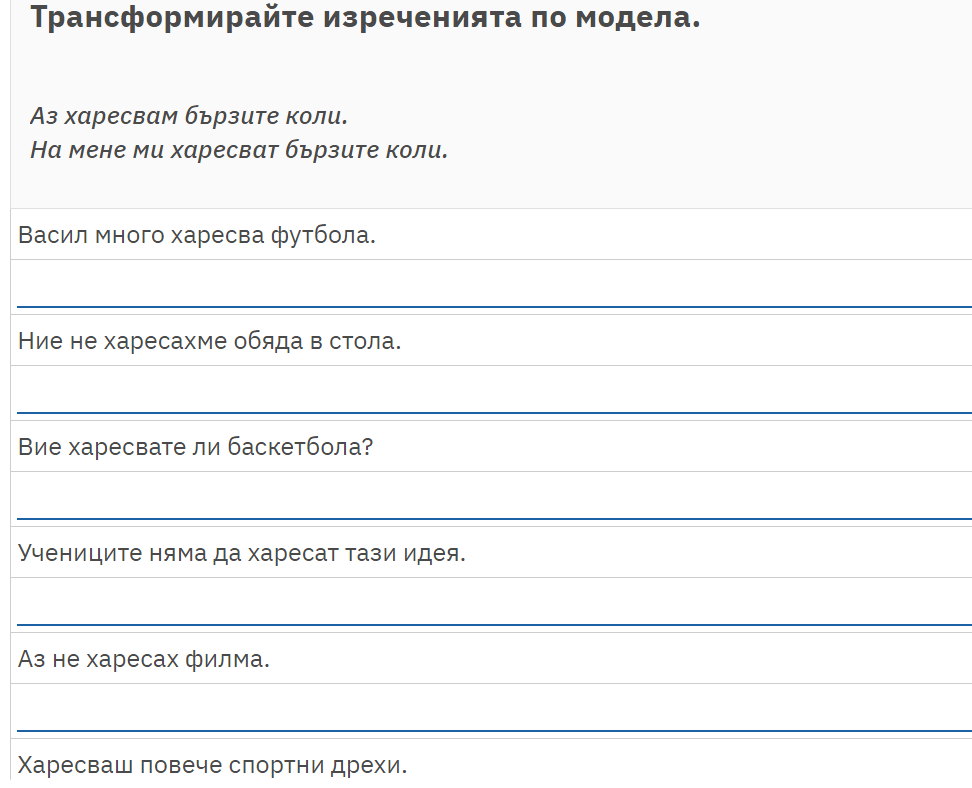 Трансформирайте изреченията по модела.
Аз харесвам бързите коли.
На мене ми харесват бързите коли.
Васил много харесва футбола.
Ние не харесахме обяда в стола.
Вие харесвате ли баскетбола?
Учениците няма да харесат тази идея.
Аз не харесах филма.
Харесваш повече спортни дрехи.